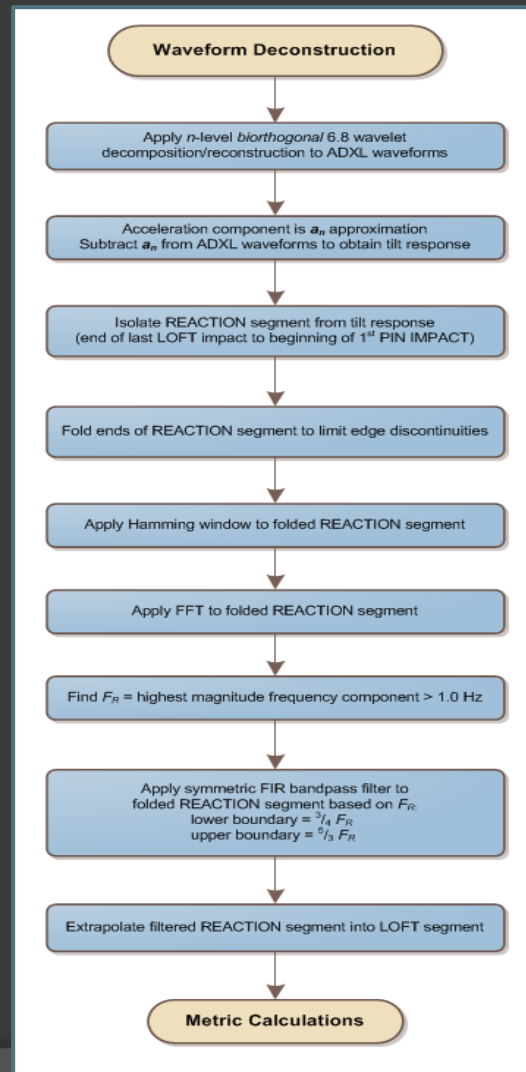 Waveform Deconstruction
Apply n-level biorthogonal 6.8 wavelet
decomposition/reconstruction to ADXL waveforms
Acceleration component is aₙ approximation
Subtract aₙ from ADXL waveforms to obtain tilt response
Isolate REACTION segment from tilt response
(end of last LOFT impact to beginning of 1st PIN IMPACT)
Fold ends of REACTION segment to limit edge discontinuities
Apply Hamming window to folded REACTION segment
Apply FFT to folded REACTION segment
Find F_R = highest magnitude frequency component > 1.0 Hz
Apply symmetric FIR bandpass filter to
folded REACTION segment based on F_R:
lower boundary = 3/4 F_R
upper boundary = 5/3 F_R
Extrapolate filtered REACTION segment into LOFT segment
Metric Calculations